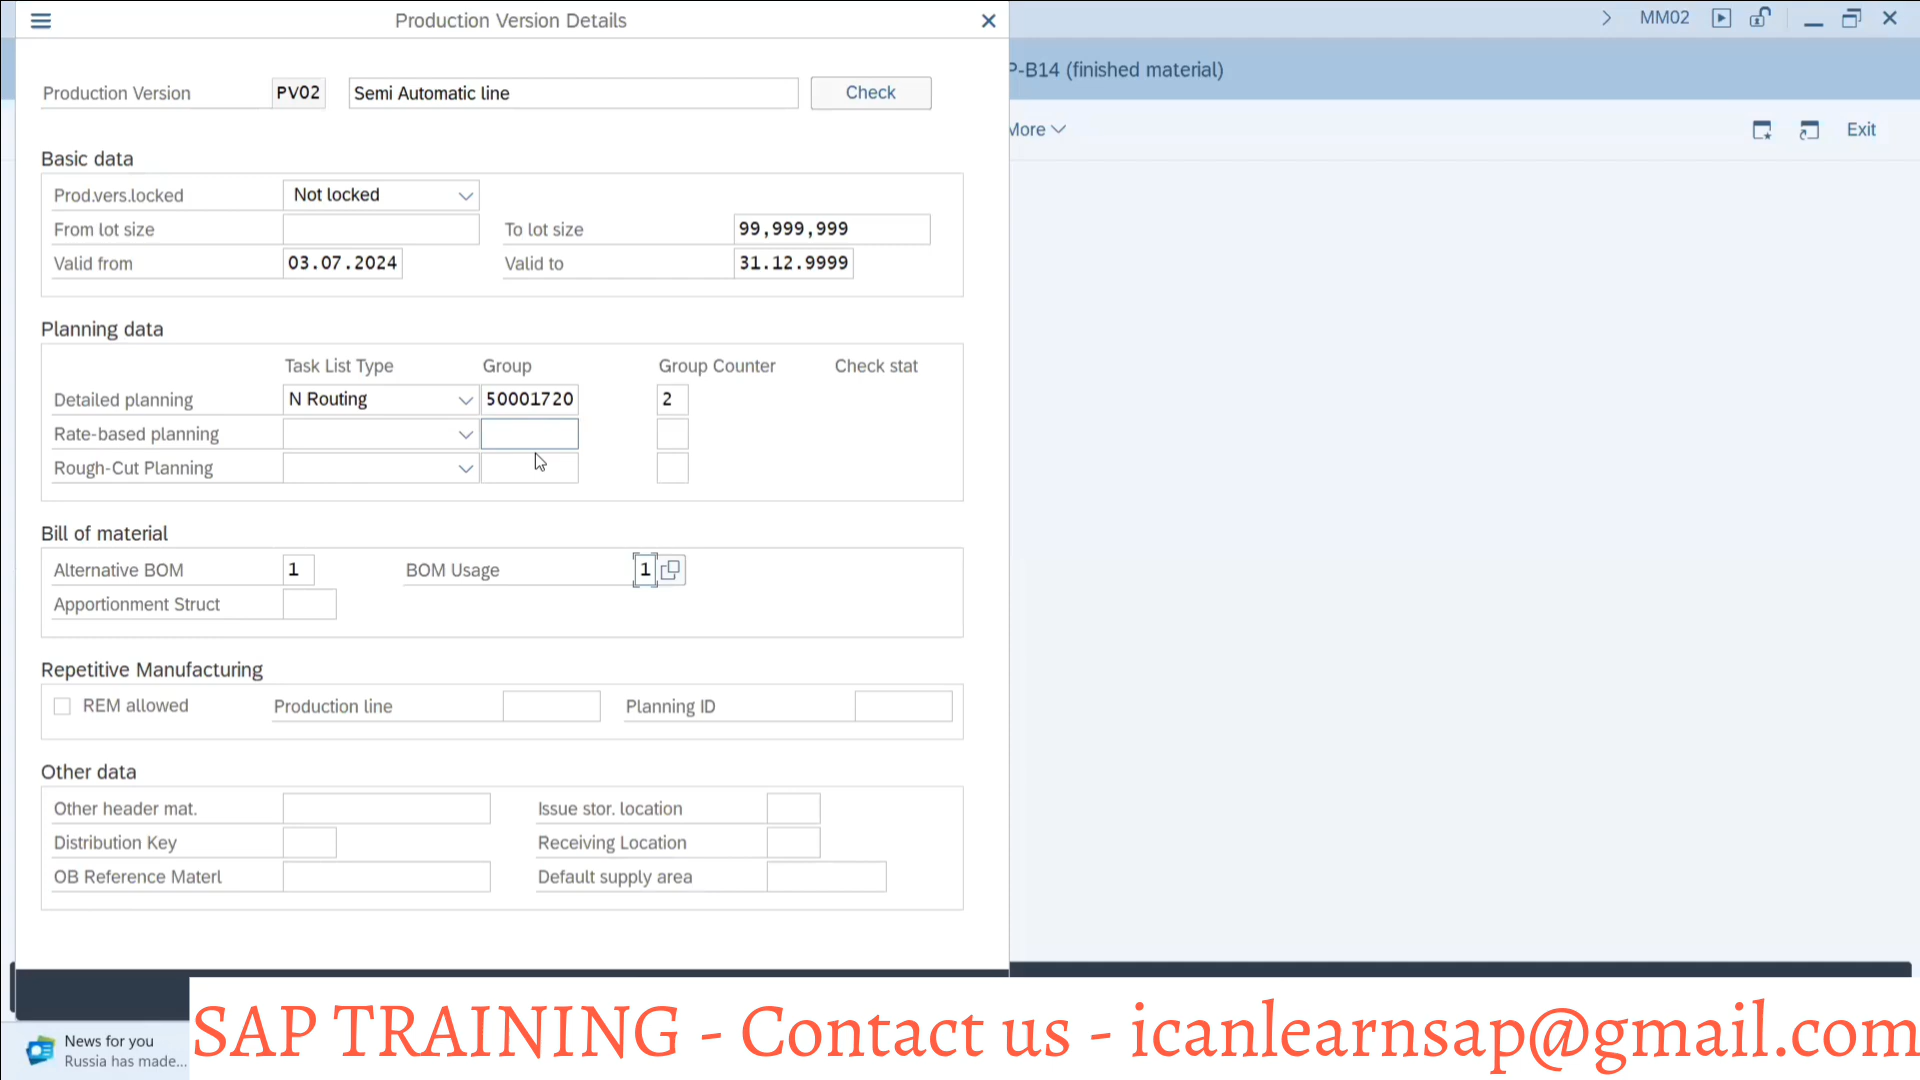 Production Version Details
MM02
P-B14 (finished material)
More
Exit
Production Version PV02 Semi Automatic line Check
Basic data
Prod.vers.locked Not locked
From lot size To lot size 99,999,999
Valid from 03.07.2024 Valid to 31.12.9999
Planning data
Task List Type Group Group Counter Check stat
Detailed planning N Routing 50001720 2
Rate-based planning
Rough-Cut Planning
Bill of material
Alternative BOM 1 BOM Usage 1
Apportionment Struct
Repetitive Manufacturing
REM allowed Production line Planning ID
Other data
Other header mat. Issue stor. location
Distribution Key Receiving Location
OB Reference Materl Default supply area
News for you
Russia has made...
SAP TRAINING - Contact us - icanlearnsap@gmail.com